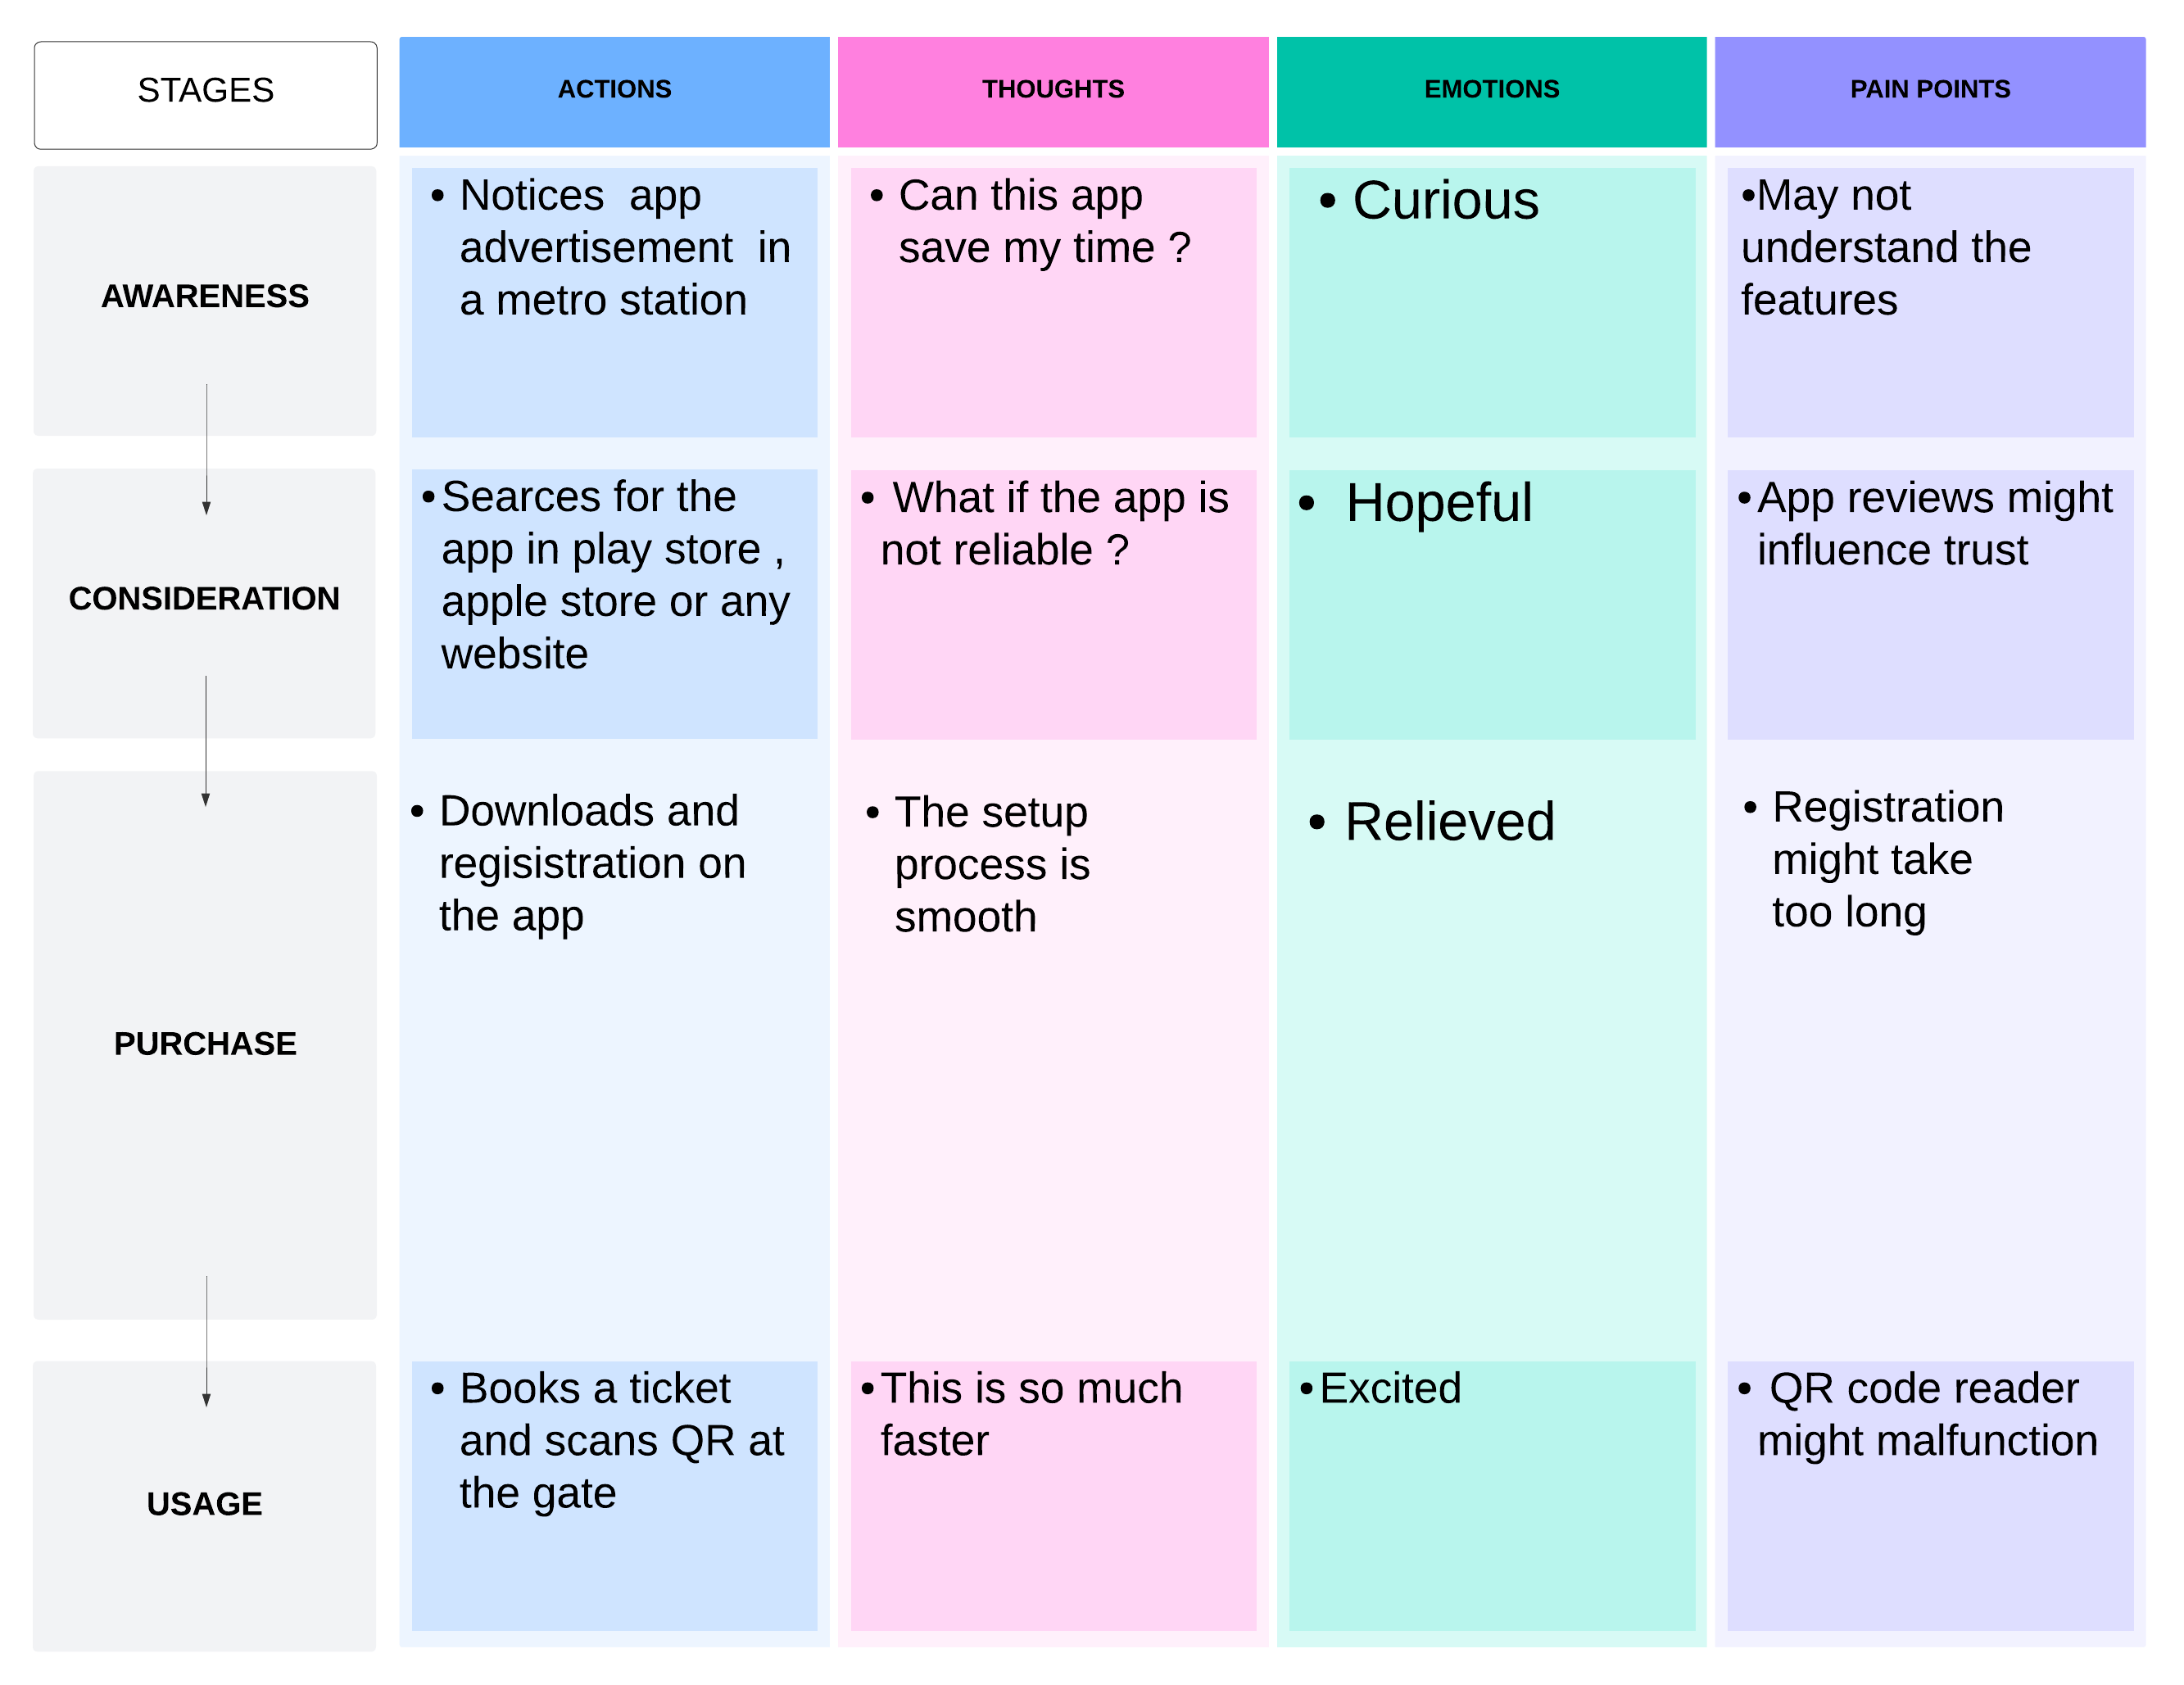 STAGES
ACTIONS
THOUGHTS
EMOTIONS
PAIN POINTS
AWARENESS
• Notices  app
advertisement  in
a metro station
• Can this app
save my time ?
• Curious
•May not
understand the
features
CONSIDERATION
• Searces for the
app in play store ,
apple store or any
website
• What if the app is
not reliable ?
• Hopeful
• App reviews might
influence trust
PURCHASE
• Downloads and
regisistration on
the app
• The setup
process is
smooth
• Relieved
• Registration
might take
too long
USAGE
• Books a ticket
and scans QR at
the gate
• This is so much
faster
• Excited
• QR code reader
might malfunction